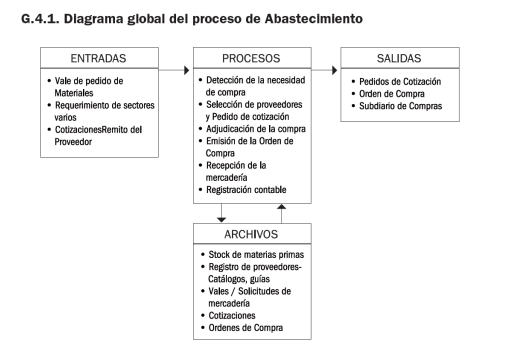 G.4.1. Diagrama global del proceso de Abastecimiento
ENTRADAS
• Vale de pedido de
Materiales
• Requerimiento de sectores
varios
• CotizacionesRemito del
Proveedor
PROCESOS
• Detección de la necesidad
de compra
• Selección de proveedores
y Pedido de cotización
• Adjudicación de la compra
• Emisión de la Orden de
Compra
• Recepción de la
mercadería
• Registración contable
SALIDAS
• Pedidos de Cotización
• Orden de Compra
• Subdiario de Compras
ARCHIVOS
• Stock de materias primas
• Registro de proveedores-
Catálogos, guías
• Vales / Solicitudes de
mercadería
• Cotizaciones
• Ordenes de Compra